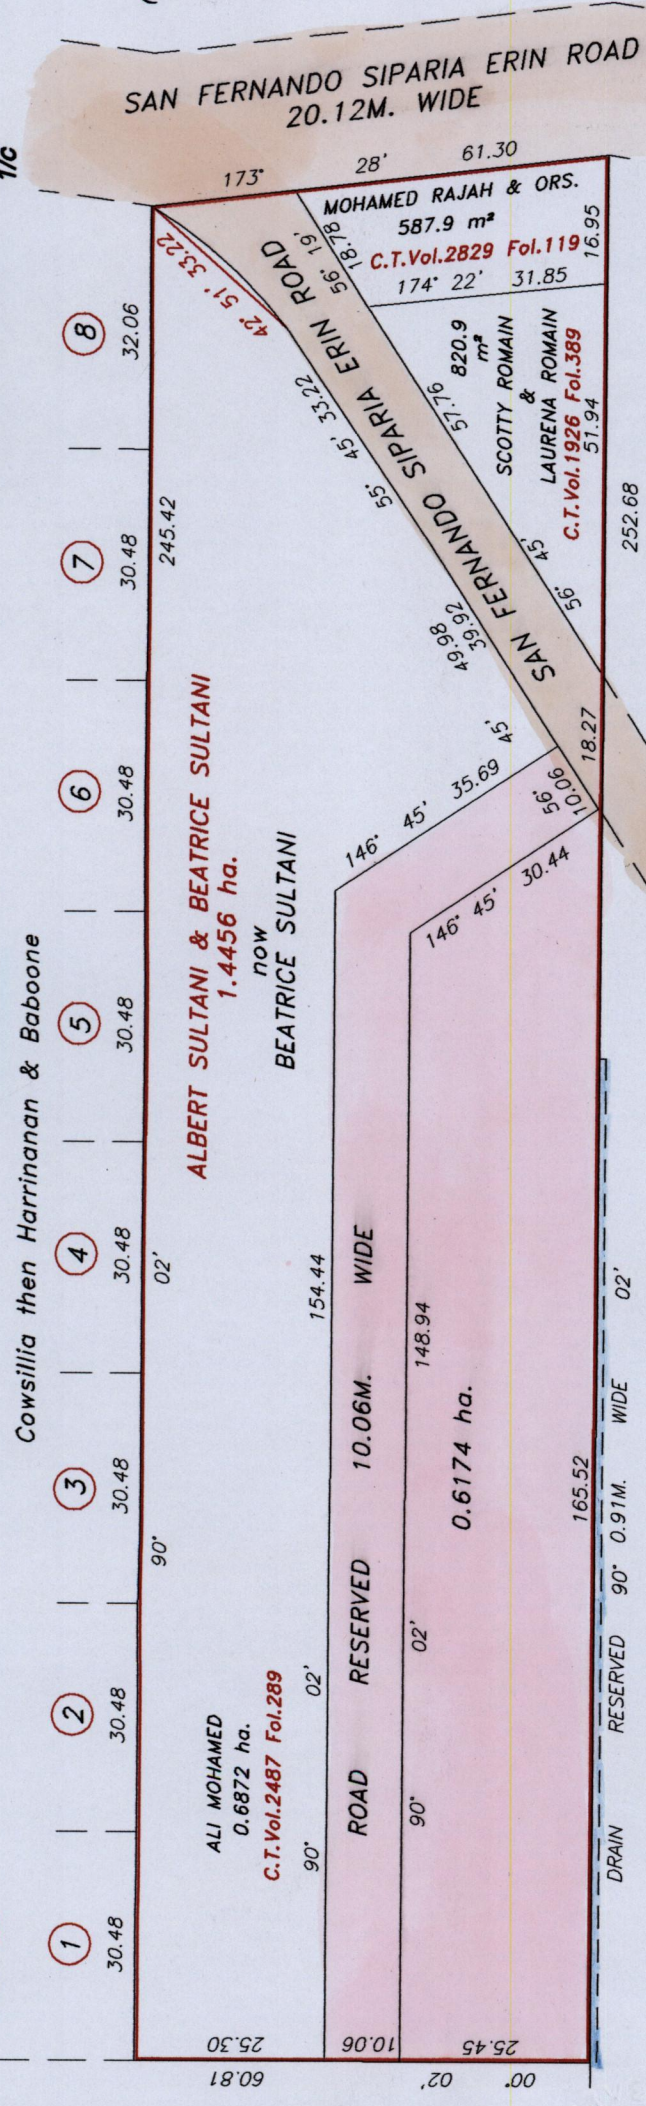 T/C
SAN FERNANDO SIPARIA ERIN ROAD
20.12M. WIDE
173° 28' 61.30
MOHAMED RAJAH & ORS.
587.9 m²
C.T.Vol.2829 Fol.119
16.95
56° 19' 18.78
174° 22' 31.85
42° 51' 33.22
SAN FERNANDO SIPARIA ERIN ROAD
820.9
m²
SCOTTY ROMAIN
&
LAURENA ROMAIN
C.T.Vol.1926 Fol.389
51.94
252.68
57.76
56° 45'
55° 45' 33.22
49.98
39.92
45'
56°
10.06
18.27
Cowsillia then Harrinanan & Baboone
8
32.06
7
30.48
6
30.48
5
30.48
4
30.48
3
30.48
2
30.48
1
30.48
245.42
90° 02'
ALBERT SULTANI & BEATRICE SULTANI
1.4456 ha.
now
BEATRICE SULTANI
146° 45' 35.69
146° 45' 30.44
154.44
90° 02'
ROAD RESERVED 10.06M. WIDE
148.94
90° 02'
0.6174 ha.
165.52
DRAIN RESERVED 0.91M. WIDE
90° 02'
ALI MOHAMED
0.6872 ha.
C.T.Vol.2487 Fol.289
25.30
10.06
25.45
60.81
00° 02'